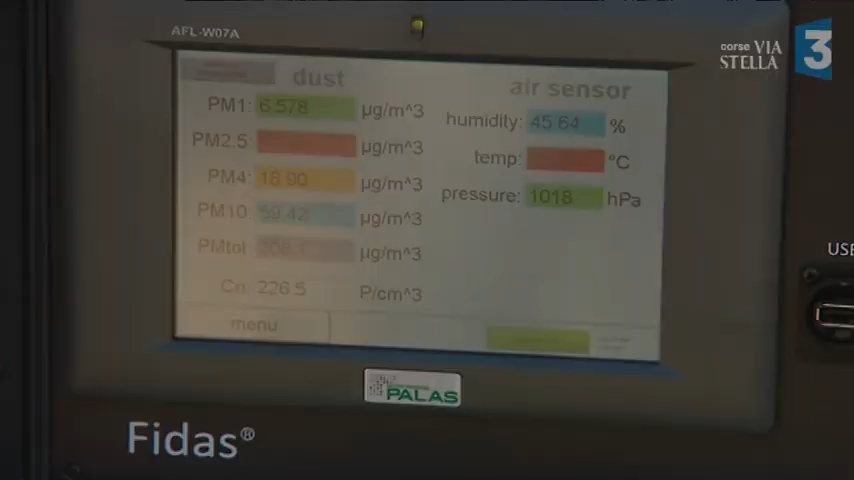 AFL-W07A
corse VIA
STELLA
3
dust
air sensor
PM1: 6.578 µg/m^3
humidity: 45.64 %
PM2.5: µg/m^3
temp: °C
PM4: 18.90 µg/m^3
pressure: 1018 hPa
PM10: 59.42 µg/m^3
PMtot: µg/m^3
Cn: 226.5 P/cm^3
menu
USB
PALAS
Fidas®